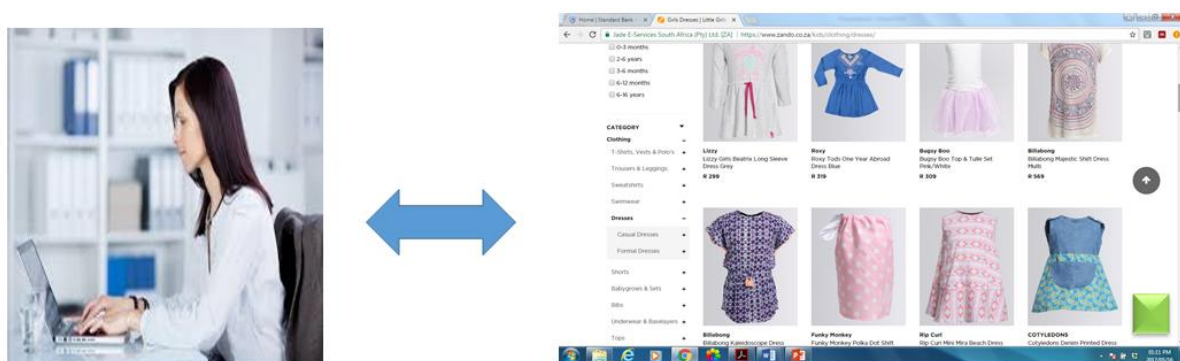 Home | Standard Bank
Girls Dresses | Little Girls
Jade E-Services South Africa (Pty) Ltd. [ZA] | https://www.zando.co.za/kids/clothing/dresses/
0-3 months
2-6 years
3-6 months
6-12 months
6-16 years
CATEGORY
Clothing
T-Shirts, Vests & Polo's +
Trousers & Leggings +
Sweatshirts +
Swimwear +
Dresses –
Casual Dresses +
Formal Dresses +
Shorts +
Babygrows & Sets +
Bibs +
Underwear & Baselayers +
Tops +
Lizzy
Lizzy Girls Beatrix Long Sleeve
Dress Grey
R 299
Roxy
Roxy Tods One Year Abroad
Dress Blue
R 319
Bugsy Boo
Bugsy Boo Top & Tulle Set
Pink/White
R 309
Billabong
Billabong Majestic Shift Dress
Multi
R 569
Billabong
Billabong Kaleidoscope Dress
Funky Monkey
Funky Monkey Polka Dot Shift
Rip Curl
Rip Curl Mini Mira Beach Dress
COTYLEDONS
Cotyledons Denim Printed Dress
01:01 PM